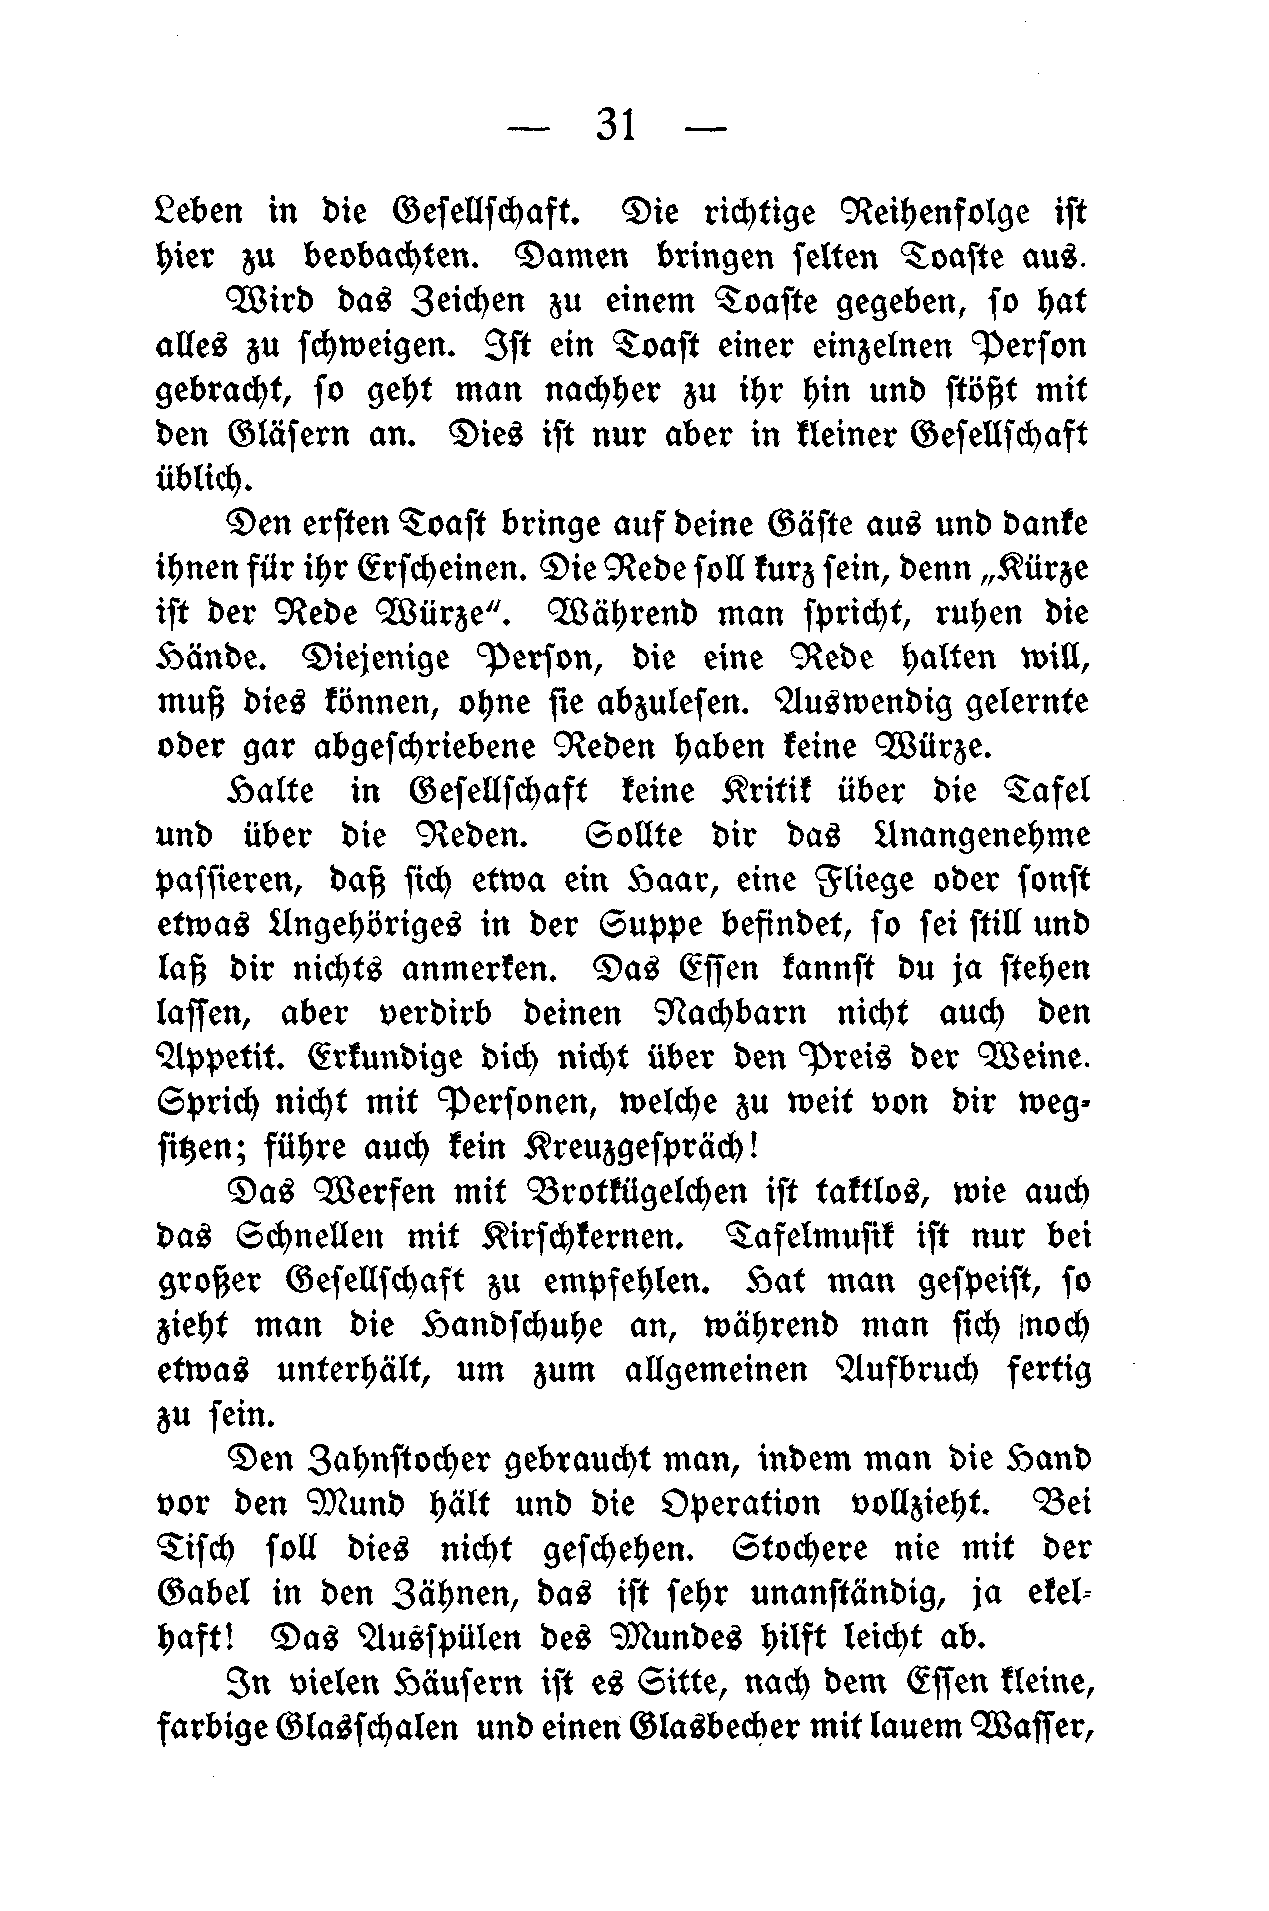 — 31 —
Leben in die Gesellschaft. Die richtige Reihenfolge ist
hier zu beobachten. Damen bringen selten Toaste aus.
Wird das Zeichen zu einem Toaste gegeben, so hat
alles zu schweigen. Ist ein Toast einer einzelnen Person
gebracht, so geht man nachher zu ihr hin und stößt mit
den Gläsern an. Dies ist nur aber in kleiner Gesellschaft
üblich.
Den ersten Toast bringe auf deine Gäste aus und danke
ihnen für ihr Erscheinen. Die Rede soll kurz sein, denn „Kürze
ist der Rede Würze“. Während man spricht, ruhen die
Hände. Diejenige Person, die eine Rede halten will,
muß dies können, ohne sie abzulesen. Auswendig gelernte
oder gar abgeschriebene Reden haben keine Würze.
Halte in Gesellschaft keine Kritik über die Tafel
und über die Reden. Sollte dir das Unangenehme
passieren, daß sich etwa ein Haar, eine Fliege oder sonst
etwas Ungehöriges in der Suppe befindet, so sei still und
laß dir nichts anmerken. Das Essen kannst du ja stehen
lassen, aber verdirb deinen Nachbarn nicht auch den
Appetit. Erkundige dich nicht über den Preis der Weine.
Sprich nicht mit Personen, welche zu weit von dir weg-
sitzen; führe auch kein Kreuzgespräch!
Das Werfen mit Brotkügelchen ist taktlos, wie auch
das Schnellen mit Kirschkernen. Tafelmusik ist nur bei
großer Gesellschaft zu empfehlen. Hat man gespeist, so
zieht man die Handschuhe an, während man sich noch
etwas unterhält, um zum allgemeinen Aufbruch fertig
zu sein.
Den Zahnstocher gebraucht man, indem man die Hand
vor den Mund hält und die Operation vollzieht. Bei
Tisch soll dies nicht geschehen. Stochere nie mit der
Gabel in den Zähnen, das ist sehr unanständig, ja ekel-
haft! Das Ausspülen des Mundes hilft leicht ab.
In vielen Häusern ist es Sitte, nach dem Essen kleine,
farbige Glasschalen und einen Glasbecher mit lauem Wasser,